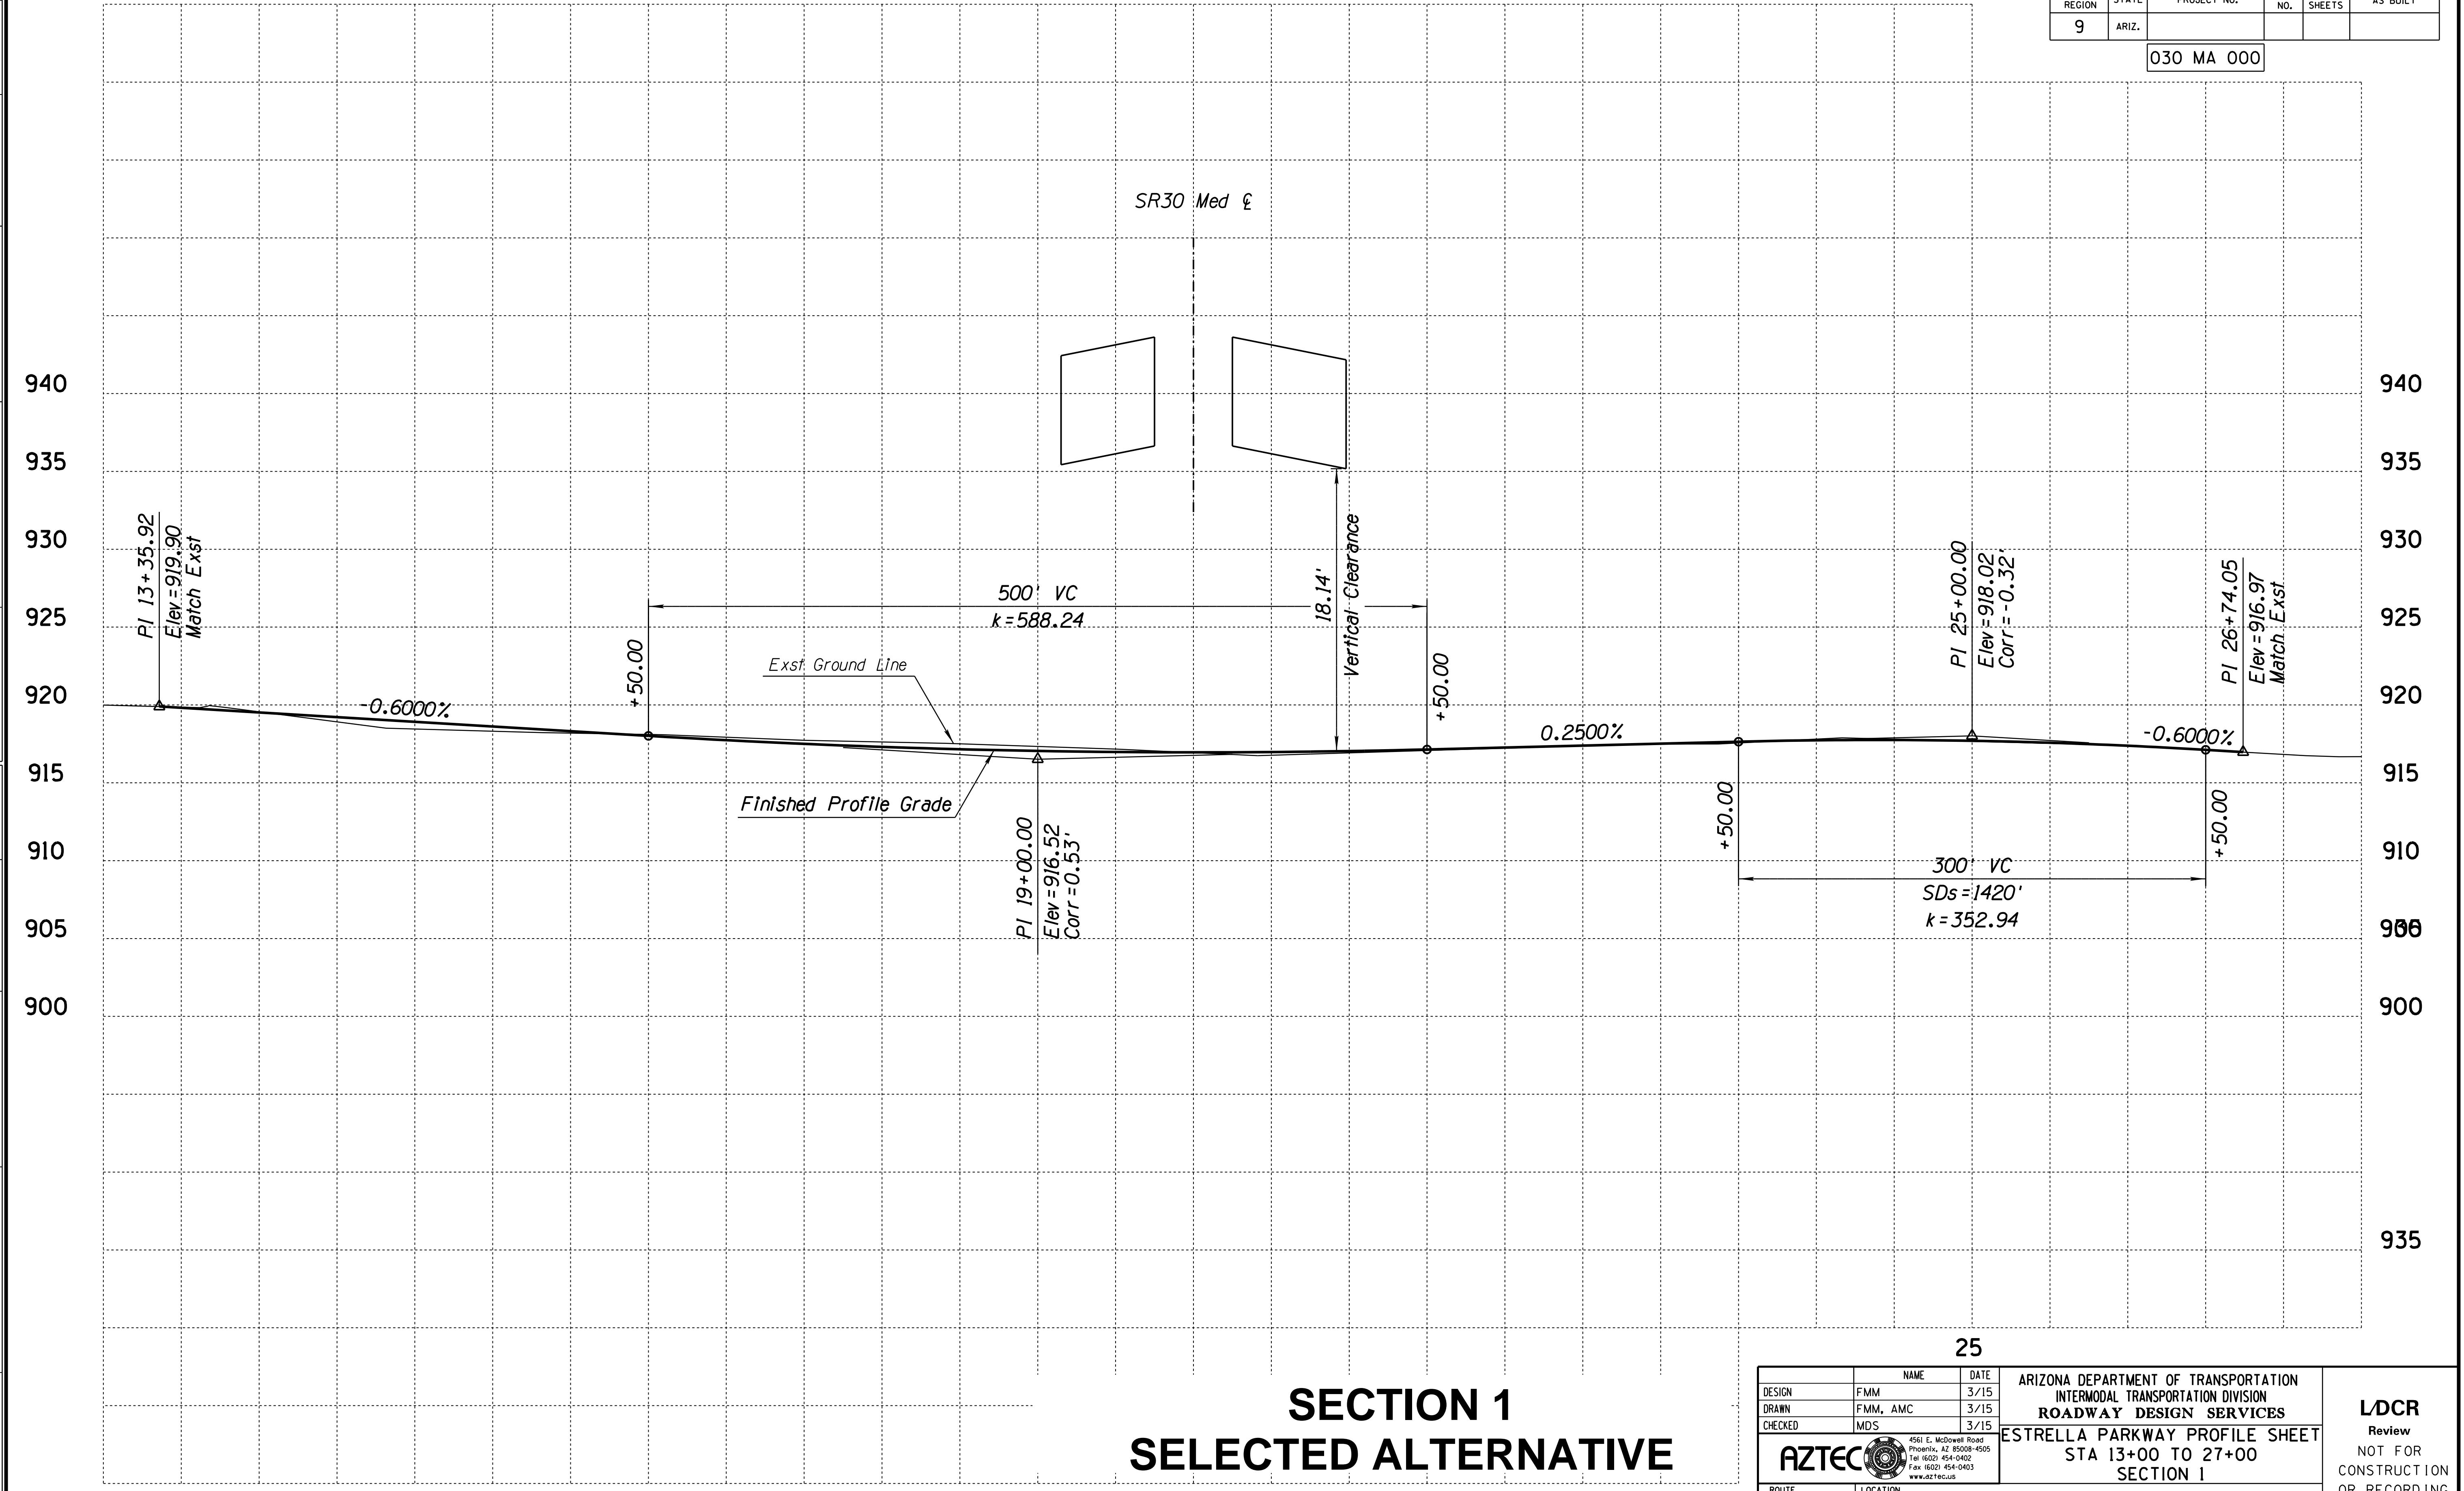 REGION STATE PROJECT NO. NO. SHEETS AS BUILT
9 ARIZ.
030 MA 000
SR30 Med ℄
940 940
935 935
930 930
925 925
920 920
915 915
910 910
905
900 900
935
PI 13+35.92
Elev=919.90
Match Exst
-0.6000%
+50.00
500' VC
k=588.24
Exst Ground Line
Finished Profile Grade
PI 19+00.00
Elev=916.52
Corr=0.53'
18.14'
Vertical Clearance
+50.00
0.2500%
+50.00
PI 25+00.00
Elev=918.02
Corr=-0.32'
300' VC
SDs=1420'
k=352.94
-0.6000%
+50.00
PI 26+74.05
Elev=916.97
Match Exst
25
SECTION 1
SELECTED ALTERNATIVE
NAME DATE
DESIGN FMM 3/15
DRAWN FMM, AMC 3/15
CHECKED MDS 3/15
AZTEC
4561 E. McDowell Road
Phoenix, AZ 85008-4505
Tel (602) 454-0402
Fax (602) 454-0403
www.aztec.us
ARIZONA DEPARTMENT OF TRANSPORTATION
INTERMODAL TRANSPORTATION DIVISION
ROADWAY DESIGN SERVICES
ESTRELLA PARKWAY PROFILE SHEET
STA 13+00 TO 27+00
SECTION 1
L/DCR
Review
NOT FOR
CONSTRUCTION
OR RECORDING
ROUTE LOCATION